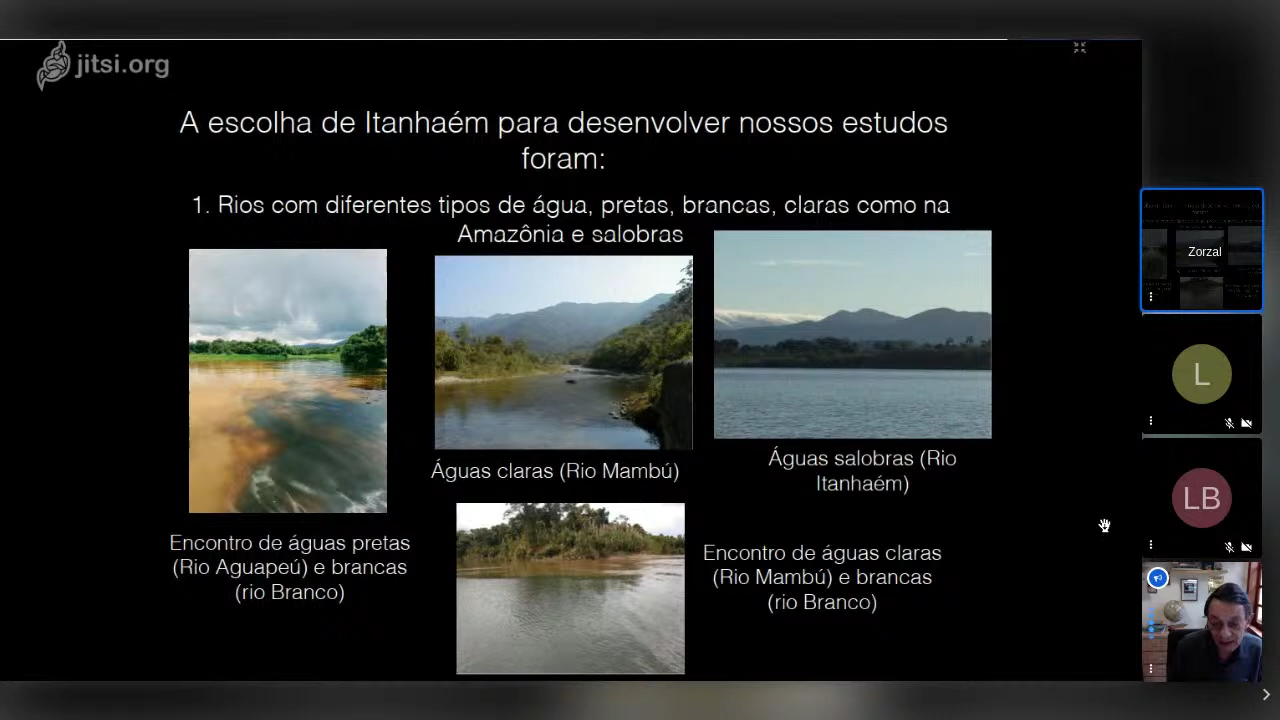 jitsi.org
A escolha de Itanhaém para desenvolver nossos estudos
foram:
1. Rios com diferentes tipos de água, pretas, brancas, claras como na
Amazônia e salobras
Águas claras (Rio Mambú)
Águas salobras (Rio
Itanhaém)
Encontro de águas pretas
(Rio Aguapeú) e brancas
(rio Branco)
Encontro de águas claras
(Rio Mambú) e brancas
(rio Branco)
Zorzal
L
LB